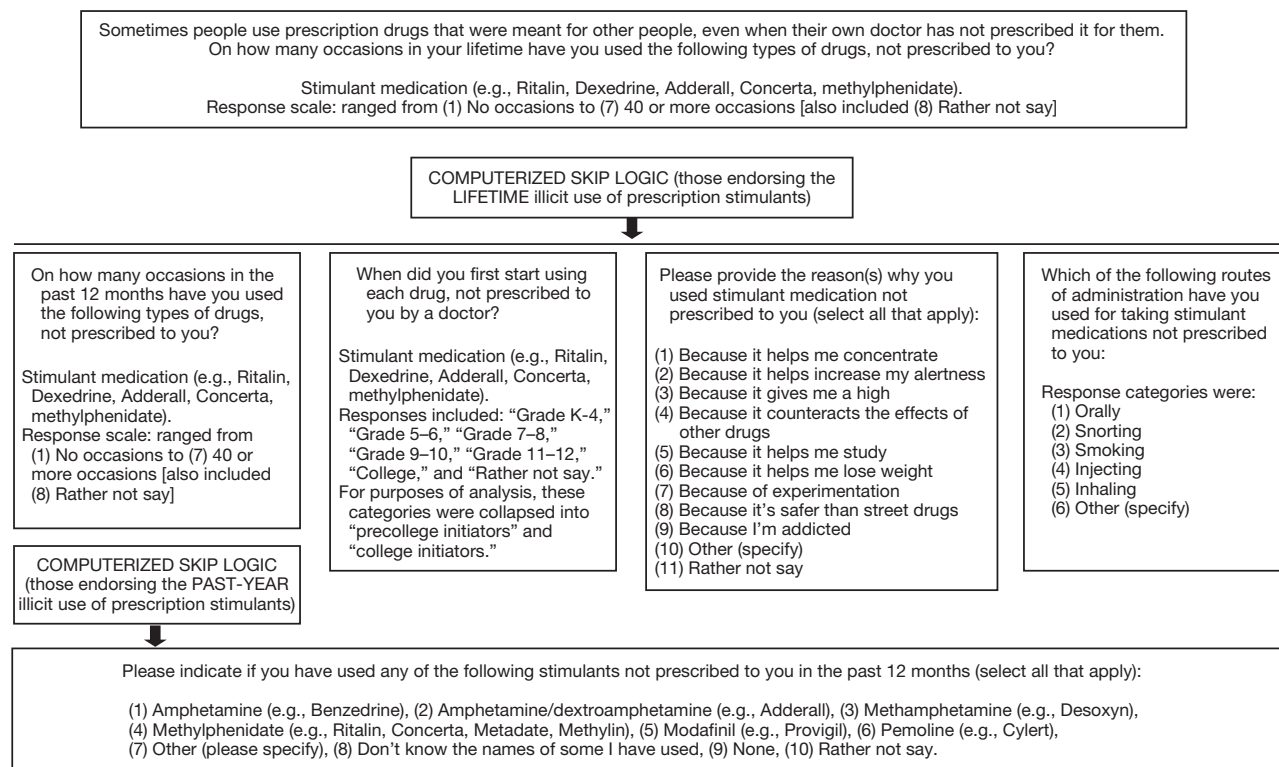 Sometimes people use prescription drugs that were meant for other people, even when their own doctor has not prescribed it for them.
On how many occasions in your lifetime have you used the following types of drugs, not prescribed to you?
Stimulant medication (e.g., Ritalin, Dexedrine, Adderall, Concerta, methylphenidate).
Response scale: ranged from (1) No occasions to (7) 40 or more occasions [also included (8) Rather not say]
COMPUTERIZED SKIP LOGIC (those endorsing the
LIFETIME illicit use of prescription stimulants)
On how many occasions in the
past 12 months have you used
the following types of drugs,
not prescribed to you?
Stimulant medication (e.g., Ritalin,
Dexedrine, Adderall, Concerta,
methylphenidate).
Response scale: ranged from
(1) No occasions to (7) 40 or
more occasions [also included
(8) Rather not say]
When did you first start using
each drug, not prescribed to
you by a doctor?
Stimulant medication (e.g., Ritalin,
Dexedrine, Adderall, Concerta,
methylphenidate).
Responses included: “Grade K-4,”
“Grade 5–6,” “Grade 7–8,”
“Grade 9–10,” “Grade 11–12,”
“College,” and “Rather not say.”
For purposes of analysis, these
categories were collapsed into
“precollege initiators” and
“college initiators.”
Please provide the reason(s) why you
used stimulant medication not
prescribed to you (select all that apply):
(1) Because it helps me concentrate
(2) Because it helps increase my alertness
(3) Because it gives me a high
(4) Because it counteracts the effects of
other drugs
(5) Because it helps me study
(6) Because it helps me lose weight
(7) Because of experimentation
(8) Because it’s safer than street drugs
(9) Because I’m addicted
(10) Other (specify)
(11) Rather not say
Which of the following routes
of administration have you
used for taking stimulant
medications not prescribed
to you:
Response categories were:
(1) Orally
(2) Snorting
(3) Smoking
(4) Injecting
(5) Inhaling
(6) Other (specify)
COMPUTERIZED SKIP LOGIC
(those endorsing the PAST-YEAR
illicit use of prescription stimulants)
Please indicate if you have used any of the following stimulants not prescribed to you in the past 12 months (select all that apply):
(1) Amphetamine (e.g., Benzedrine), (2) Amphetamine/dextroamphetamine (e.g., Adderall), (3) Methamphetamine (e.g., Desoxyn),
(4) Methylphenidate (e.g., Ritalin, Concerta, Metadate, Methylin), (5) Modafinil (e.g., Provigil), (6) Pemoline (e.g., Cylert),
(7) Other (please specify), (8) Don’t know the names of some I have used, (9) None, (10) Rather not say.